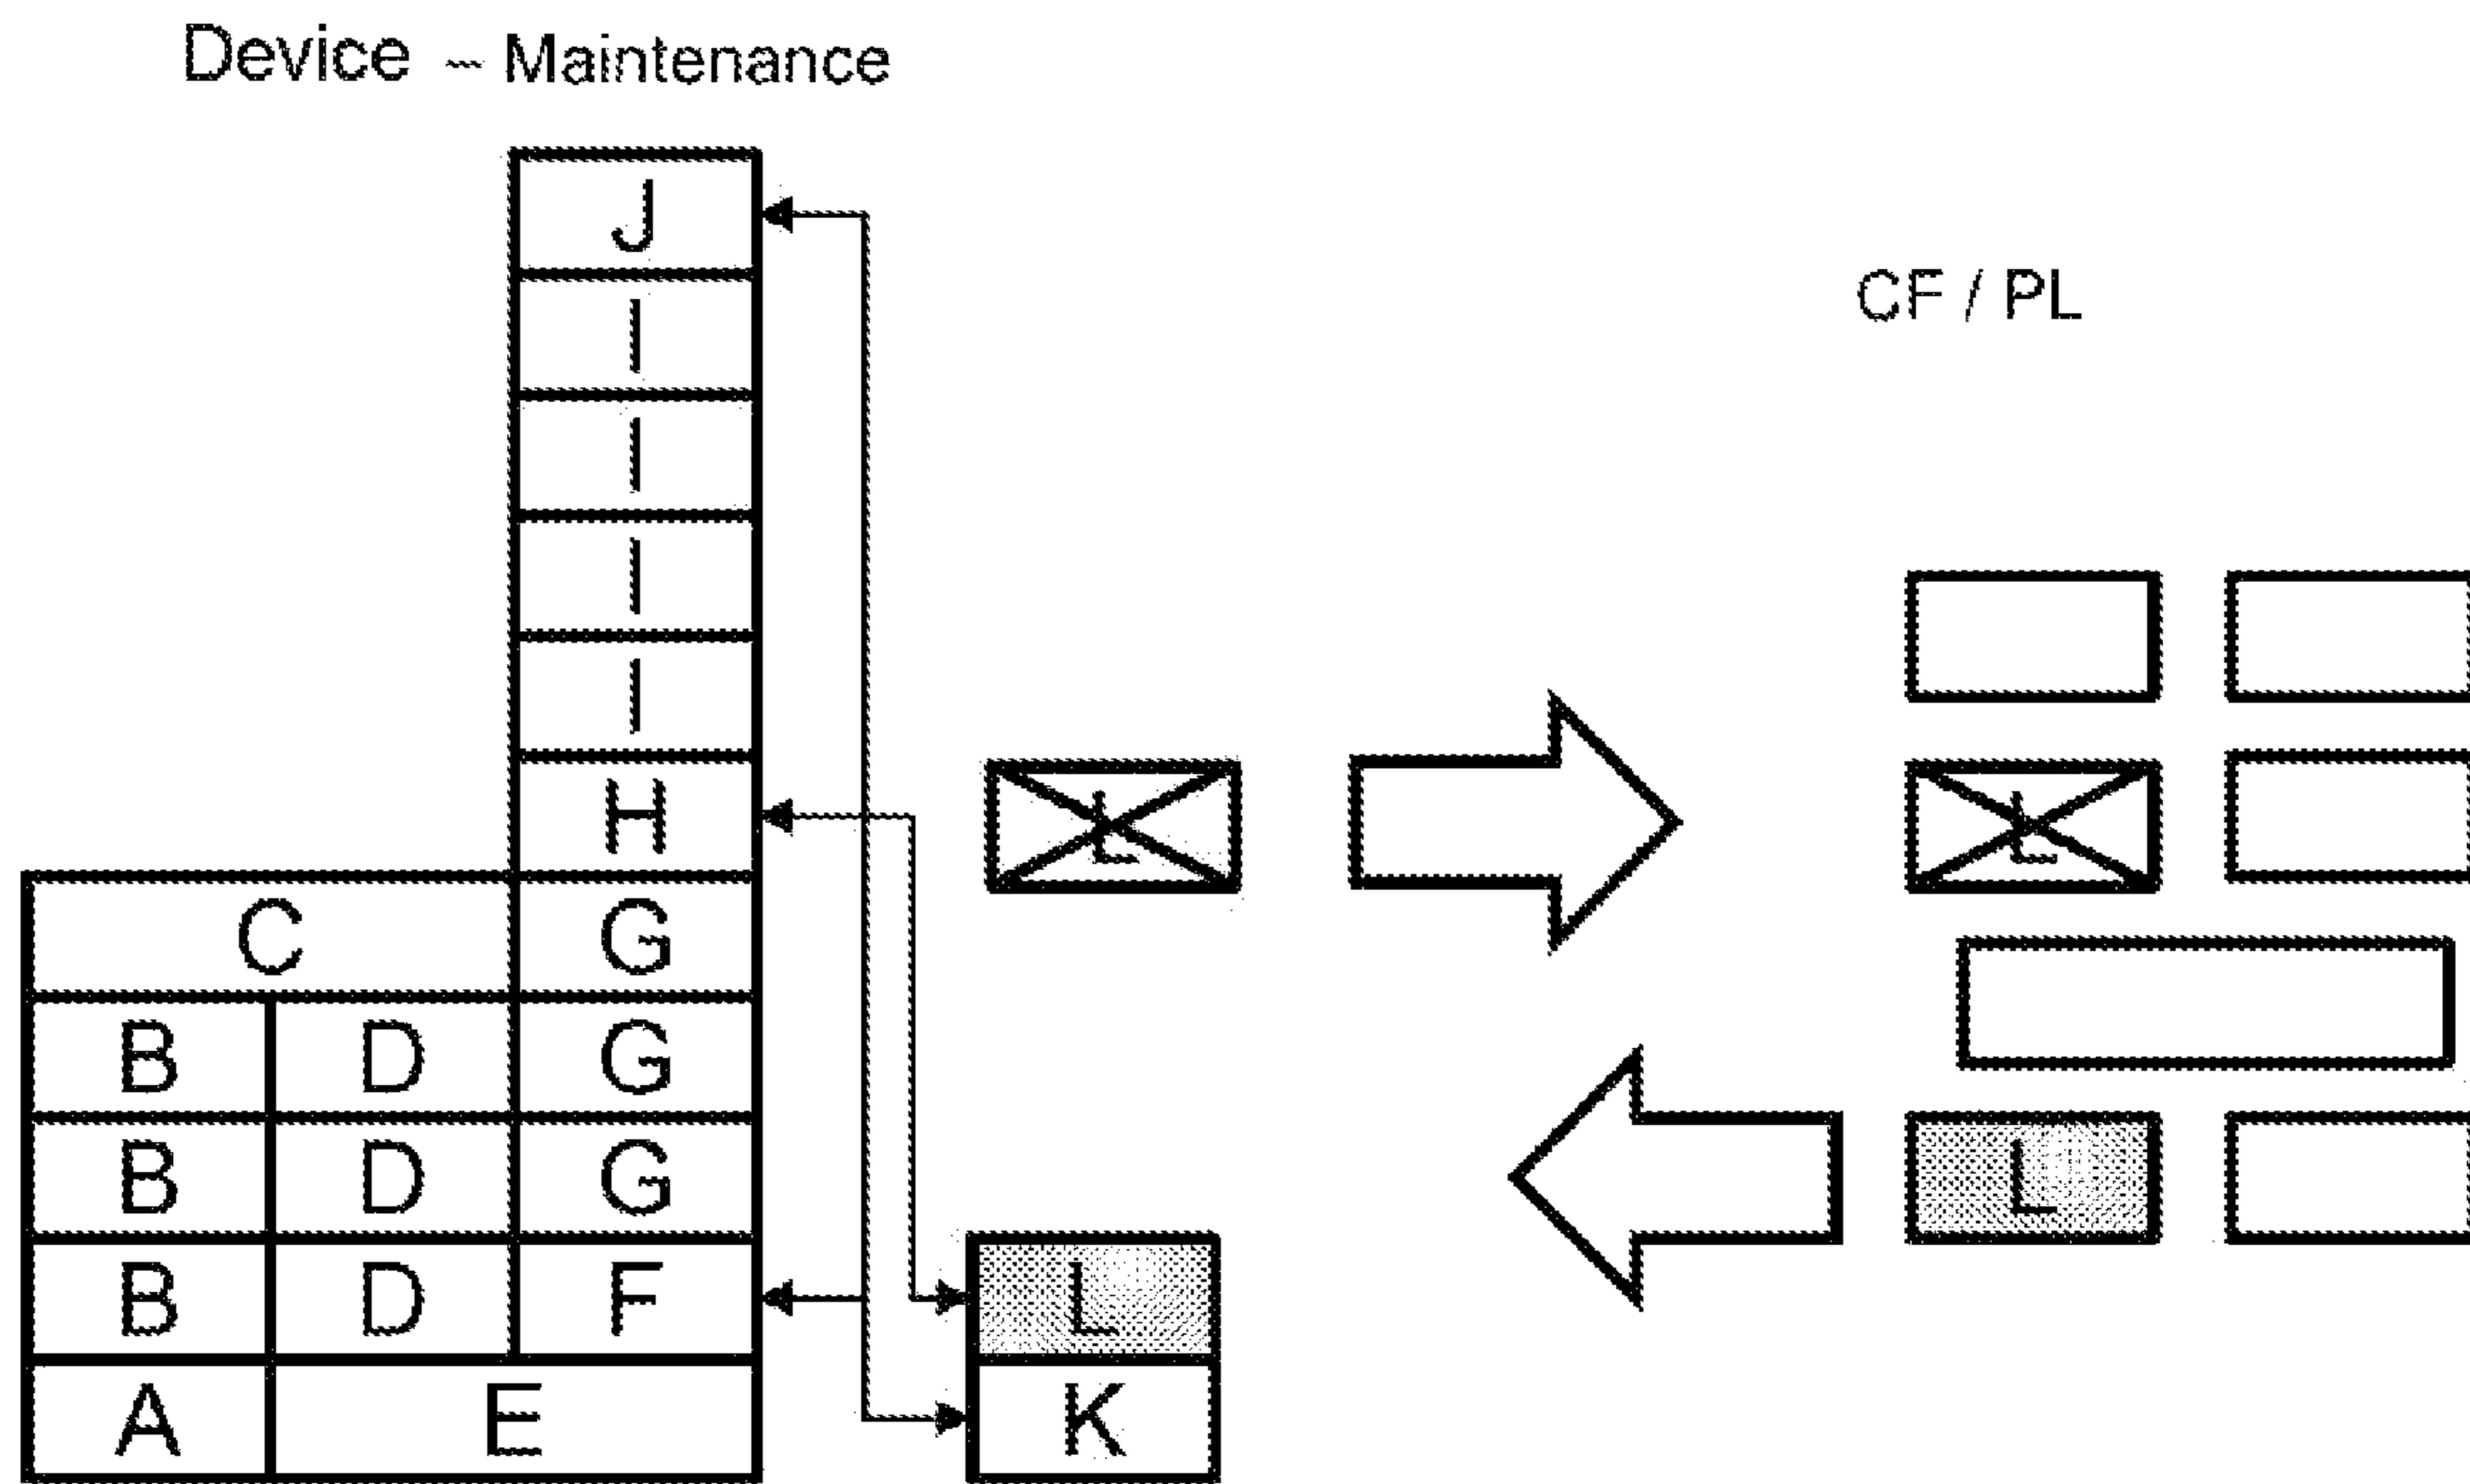 Device – Maintenance
J
I
CF / PL
I
I
I
H
L
L
C G
B D G
B D G
L
B D F
L
A E
K